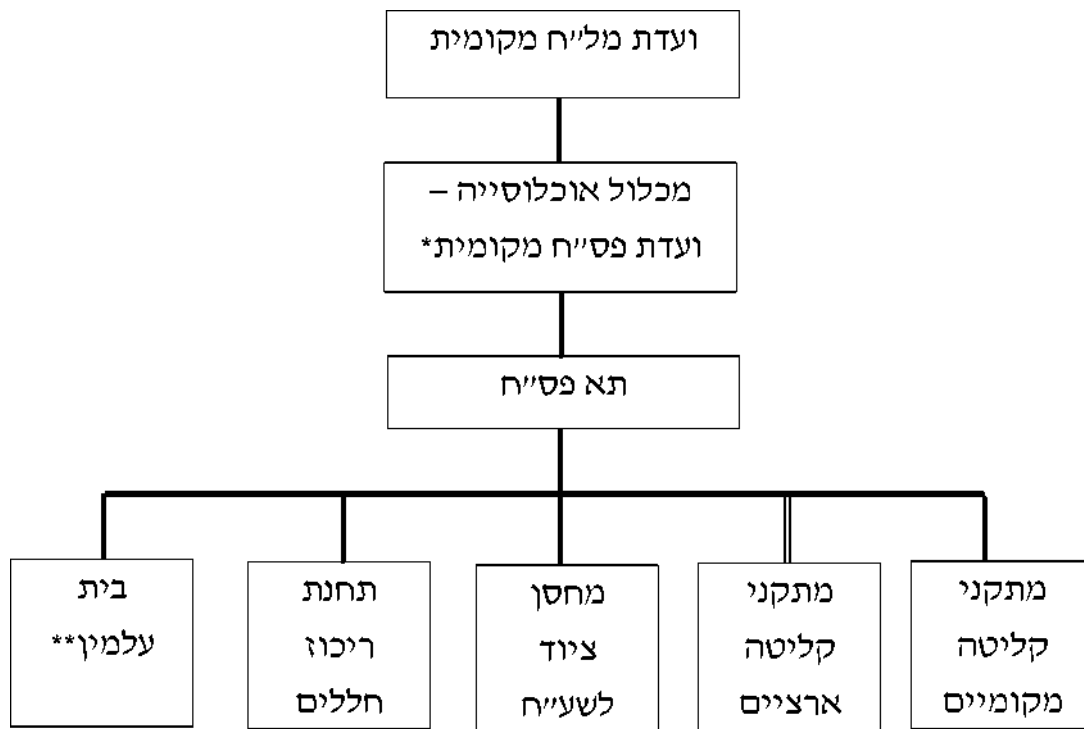 ועדת מל״ח מקומית
מכלול אוכלוסייה –
ועדת פס״ח מקומית*
תא פס״ח
מתקני
קליטה
מקומיים
מתקני
קליטה
ארציים
מחסן
ציוד
לשע״ח
תחנת
ריכוז
חללים
בית
עלמין**